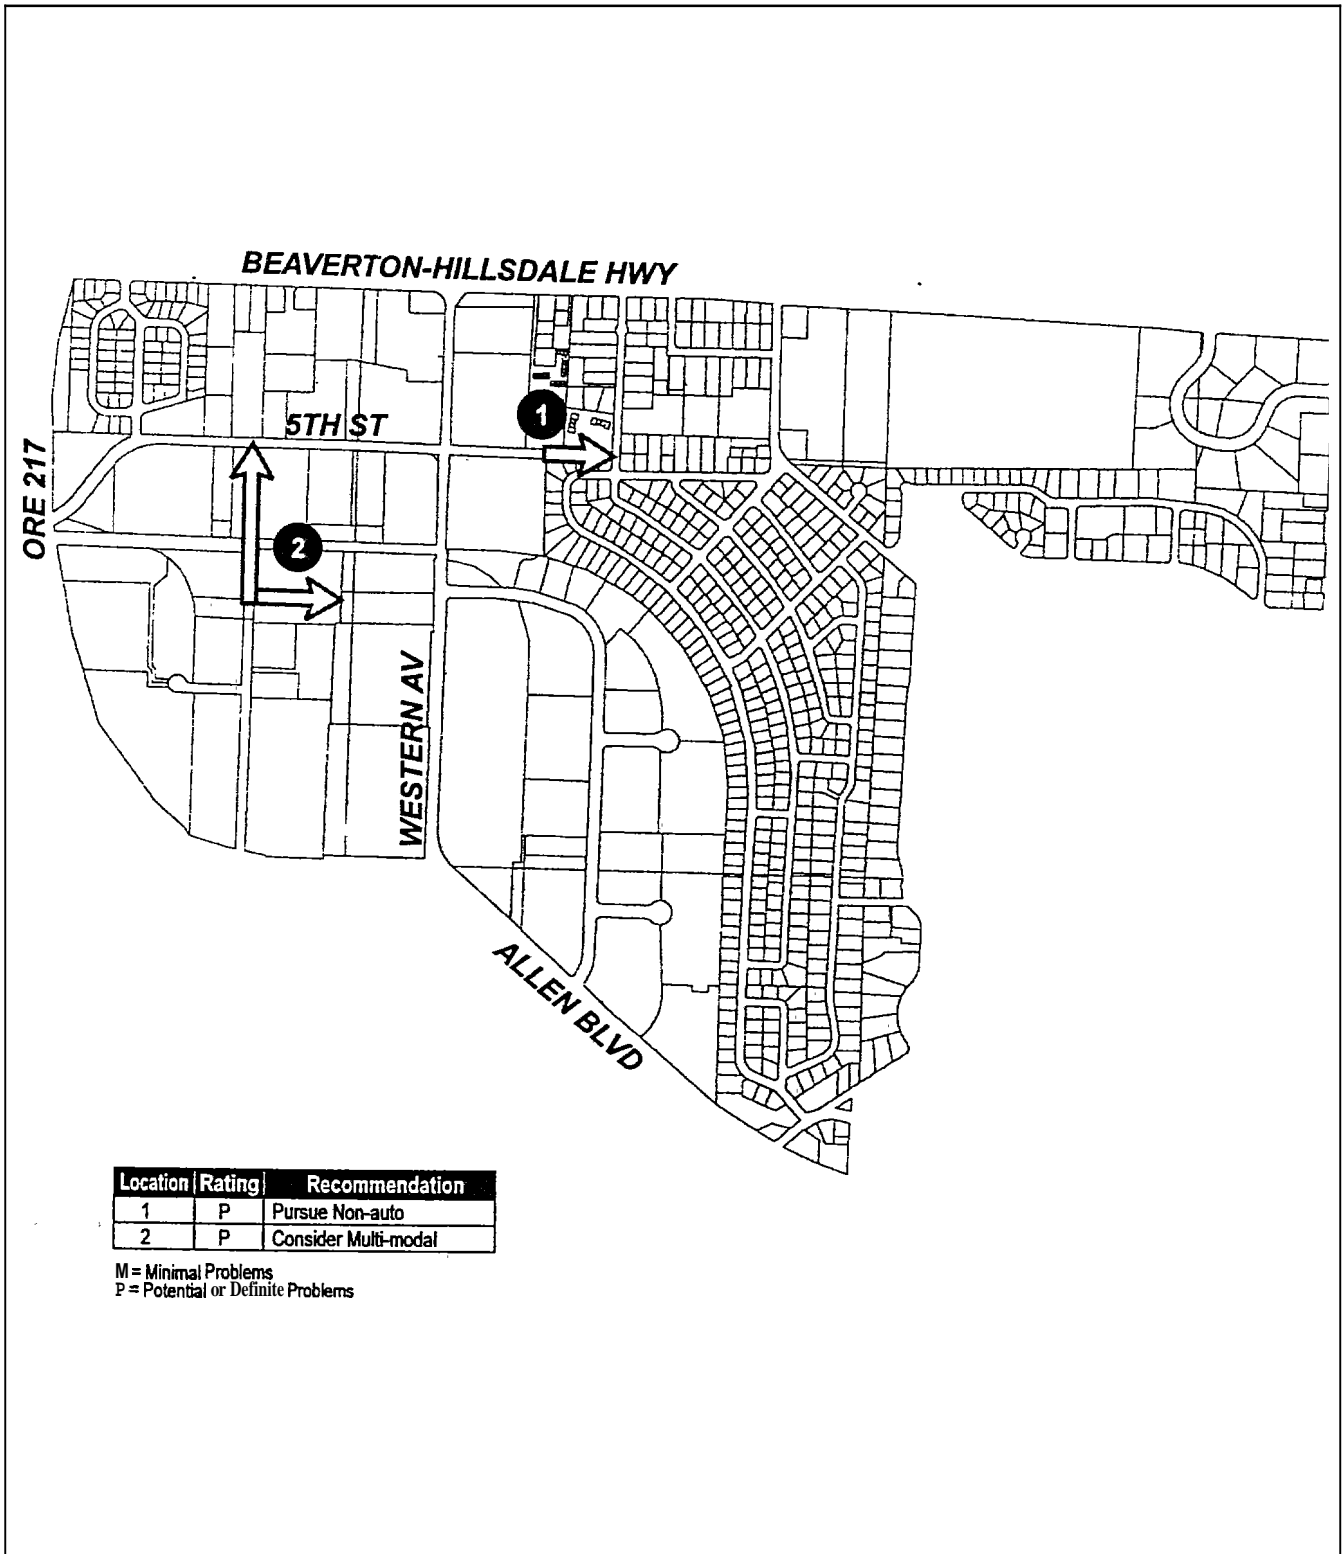 BEAVERTON-HILLSDALE HWY
1
5TH ST
ORE 217
2
WESTERN AV
ALLEN BLVD
Location Rating Recommendation
1 P Pursue Non-auto
2 P Consider Multi-modal
M = Minimal Problems
P = Potential or Definite Problems